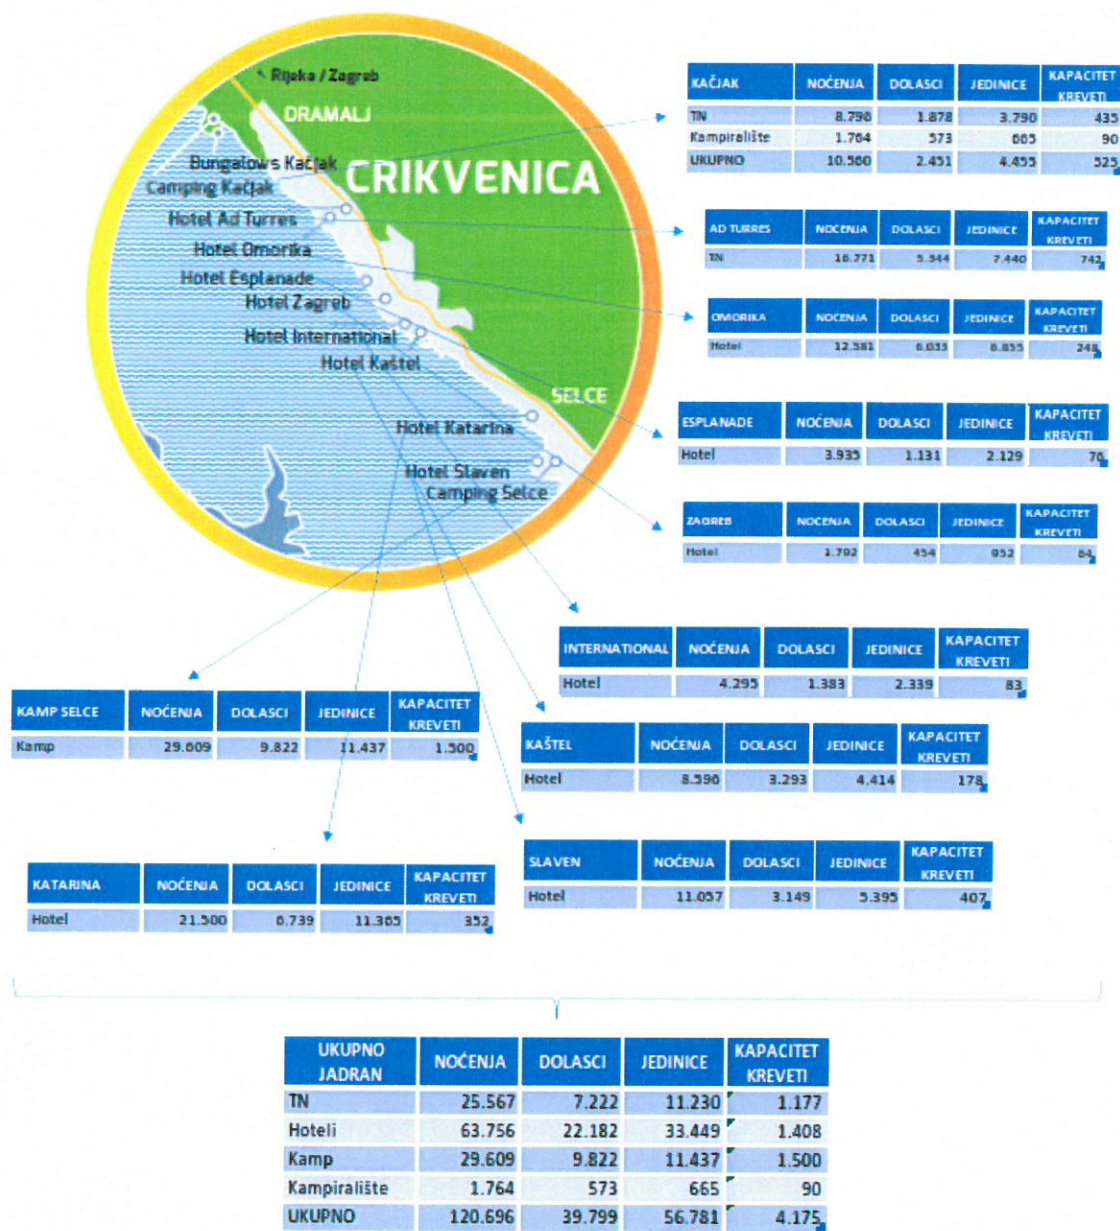 Rijeka / Zagreb
DRAMALJ
CRIKVENICA
Bungalows Kačjak
Camping Kačjak
Hotel Ad Turres
Hotel Omorika
Hotel Esplanade
Hotel Zagreb
Hotel International
Hotel Kaštel
SELCE
Hotel Katarina
Hotel Slaven
Camping Selce
KAČJAK NOĆENJA DOLASCI JEDINICE KAPACITET KREVETI
TN 8.796 1.878 3.790 435
Kampiralište 1.764 573 665 90
UKUPNO 10.560 2.451 4.455 525
AD TURRES NOĆENJA DOLASCI JEDINICE KAPACITET KREVETI
TN 16.771 5.344 7.440 742
OMORIKA NOĆENJA DOLASCI JEDINICE KAPACITET KREVETI
Hotel 12.581 6.033 6.855 248
ESPLANADE NOĆENJA DOLASCI JEDINICE KAPACITET KREVETI
Hotel 3.935 1.131 2.129 76
ZAGREB NOĆENJA DOLASCI JEDINICE KAPACITET KREVETI
Hotel 1.792 454 952 64
INTERNATIONAL NOĆENJA DOLASCI JEDINICE KAPACITET KREVETI
Hotel 4.295 1.383 2.339 83
KAMP SELCE NOĆENJA DOLASCI JEDINICE KAPACITET KREVETI
Kamp 29.609 9.822 11.437 1.500
KAŠTEL NOĆENJA DOLASCI JEDINICE KAPACITET KREVETI
Hotel 8.596 3.293 4.414 178
SLAVEN NOĆENJA DOLASCI JEDINICE KAPACITET KREVETI
Hotel 11.057 3.149 5.395 407
KATARINA NOĆENJA DOLASCI JEDINICE KAPACITET KREVETI
Hotel 21.500 6.739 11.365 352
UKUPNO JADRAN NOĆENJA DOLASCI JEDINICE KAPACITET KREVETI
TN 25.567 7.222 11.230 1.177
Hoteli 63.756 22.182 33.449 1.408
Kamp 29.609 9.822 11.437 1.500
Kampiralište 1.764 573 665 90
UKUPNO 120.696 39.799 56.781 4.175